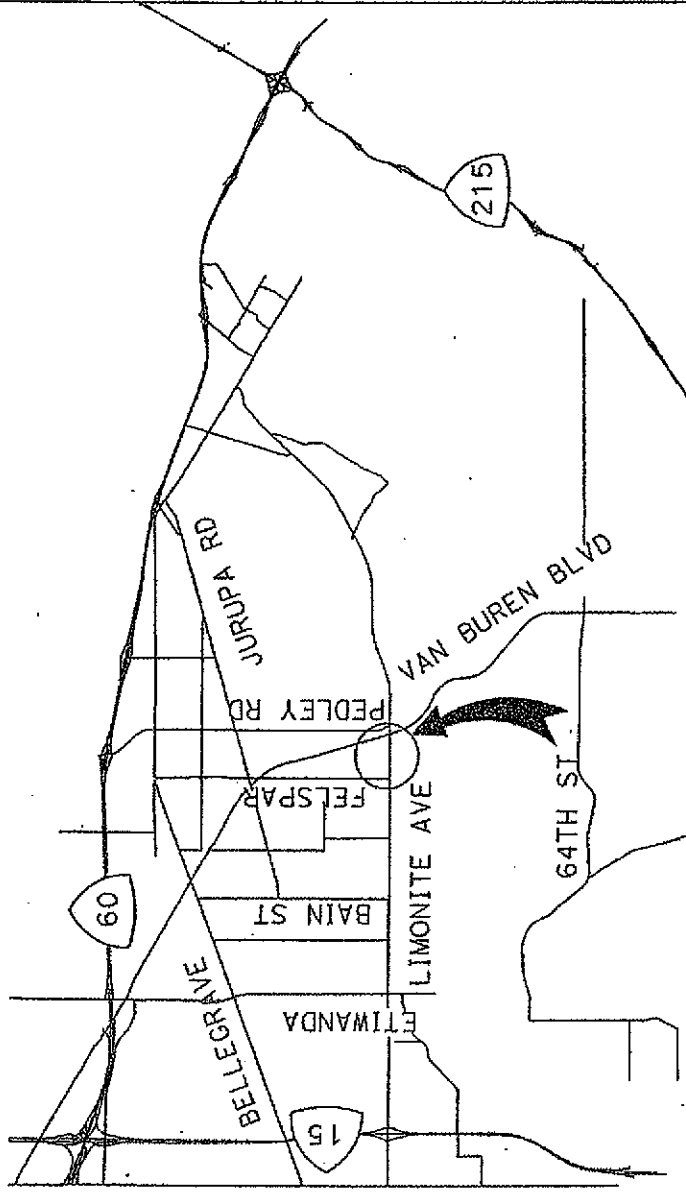 60
215
15
JURUPA RD
BELLEGRAVE
PEDLEY RD
FELSPAR
BAIN ST
ETIWANDA
VAN BUREN BLVD
LIMONITE AVE
64TH ST